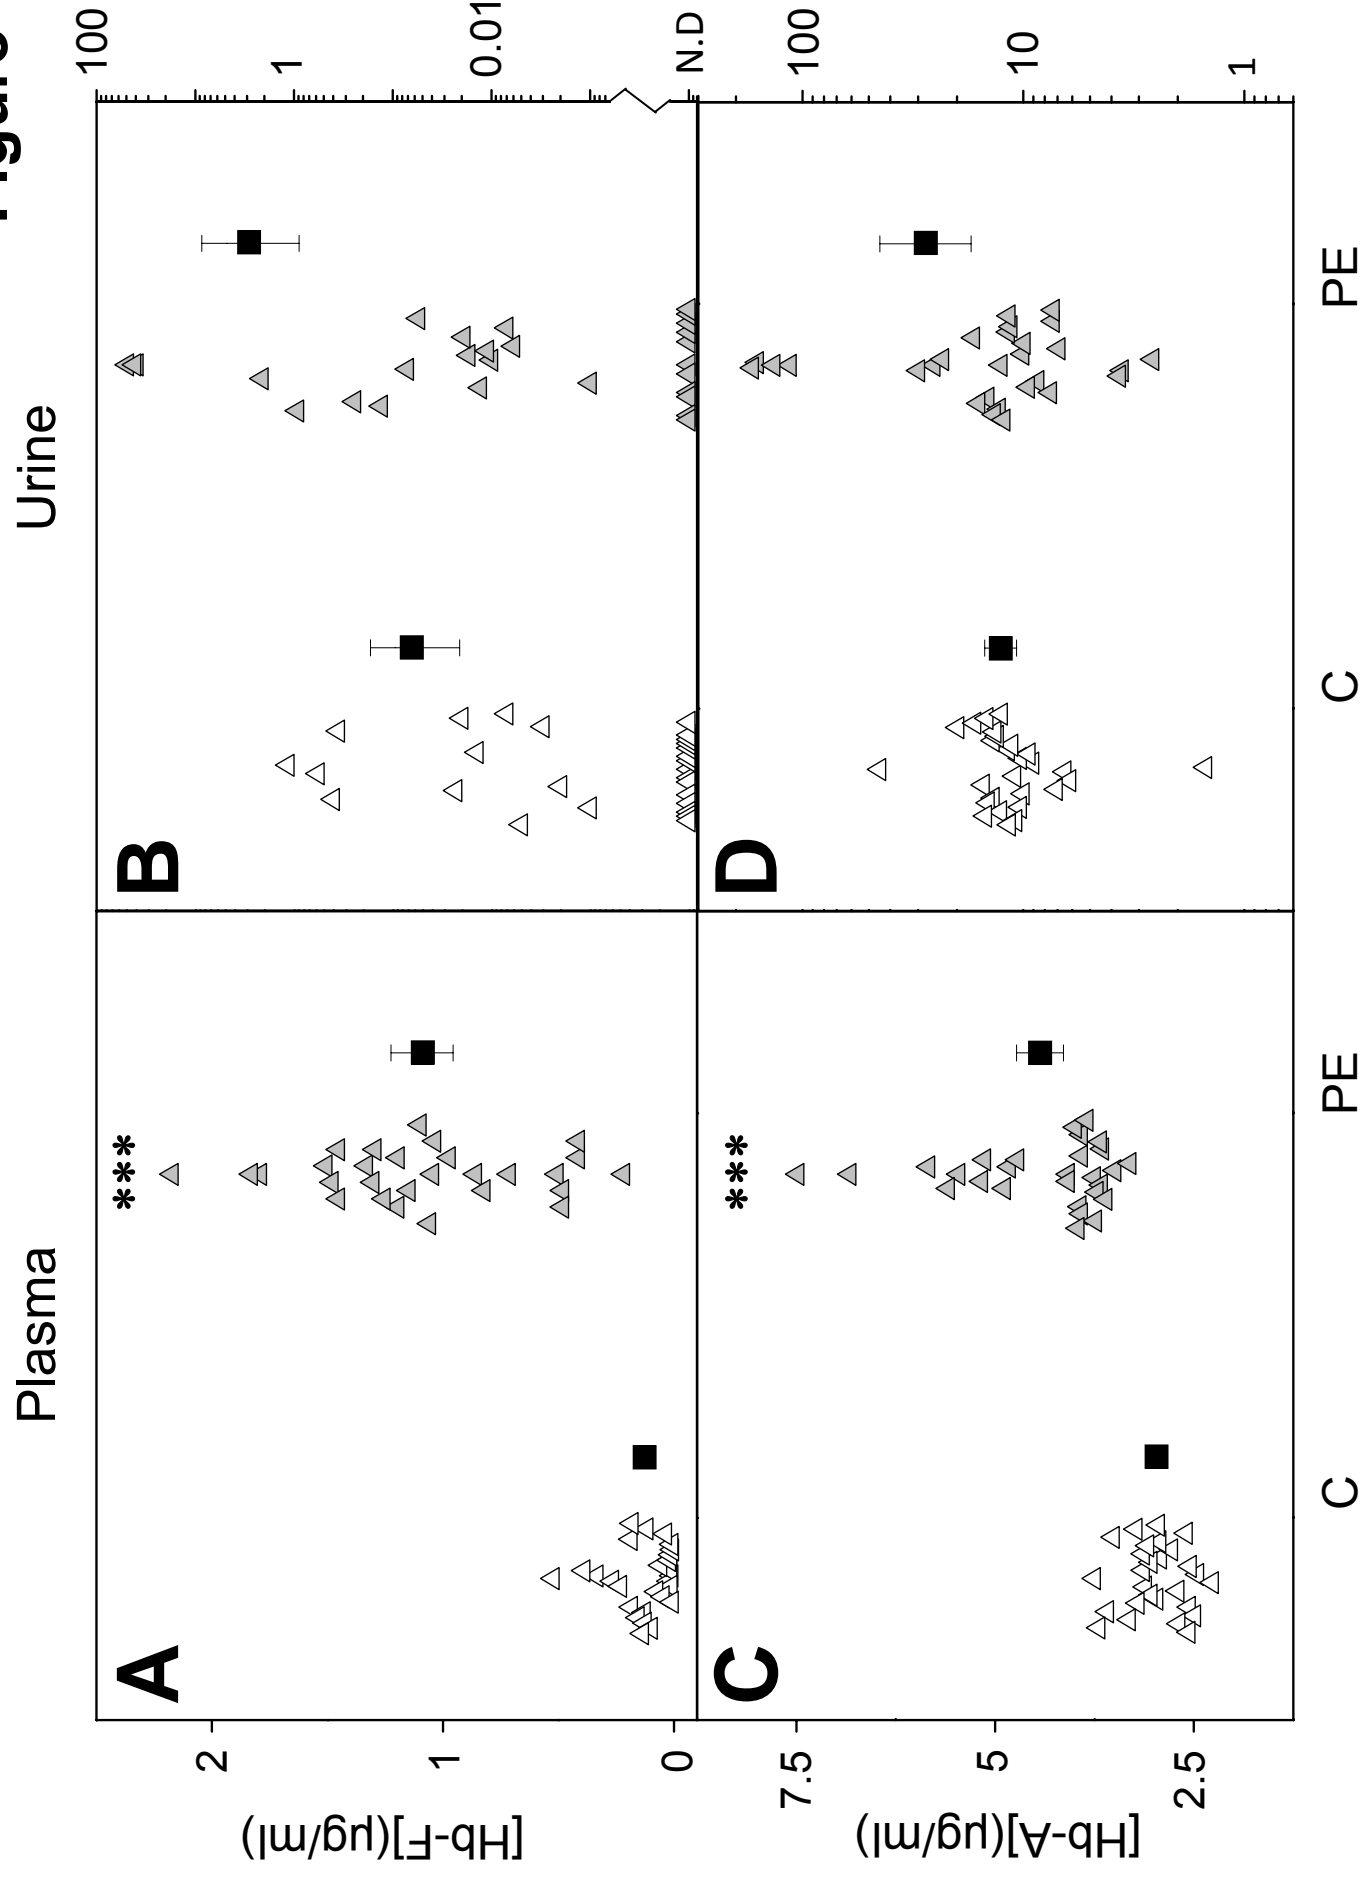 Figure
Plasma
Urine
A
B
C
D
***
***
[Hb-F](µg/ml)
2
1
0
100
1
0.01
N.D
[Hb-A](µg/ml)
7.5
5
2.5
100
10
1
C
PE
C
PE